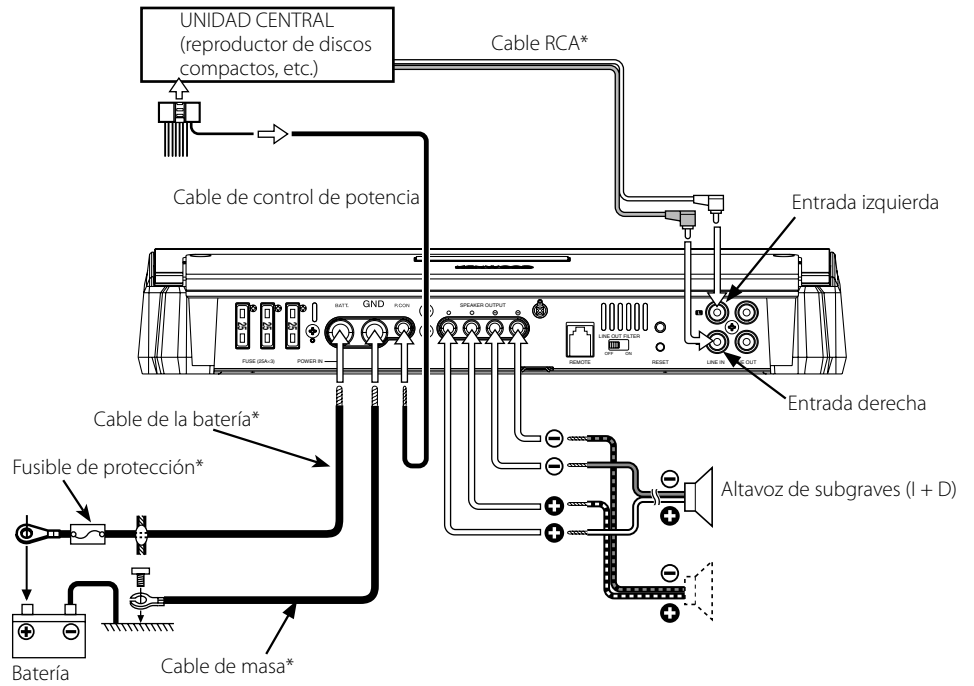 UNIDAD CENTRAL
(reproductor de discos
compactos, etc.)
Cable RCA*
Cable de control de potencia
Entrada izquierda
BATT.
GND
P.CON
SPEAKER OUTPUT
LINE OUT FILTER
OFF
ON
FUSE (25A×3)
POWER IN
REMOTE
RESET
LINE IN
Entrada derecha
Cable de la batería*
Fusible de protección*
Altavoz de subgraves (I + D)
Cable de masa*
Batería